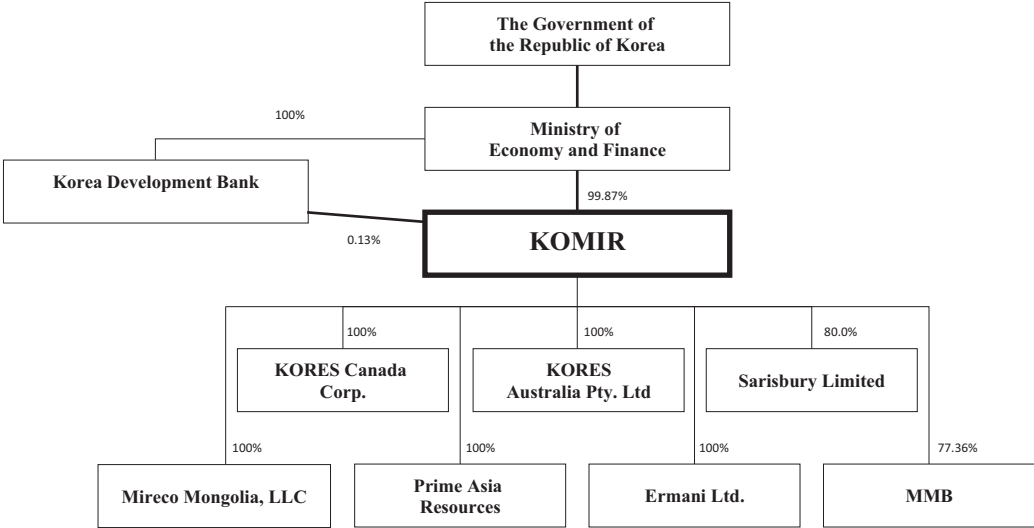 The Government of
the Republic of Korea
100%
Ministry of
Economy and Finance
Korea Development Bank
99.87%
0.13%
KOMIR
100%
100%
80.0%
KORES Canada
Corp.
KORES
Australia Pty. Ltd
Sarisbury Limited
100%
100%
100%
77.36%
Mireco Mongolia, LLC
Prime Asia
Resources
Ermani Ltd.
MMB